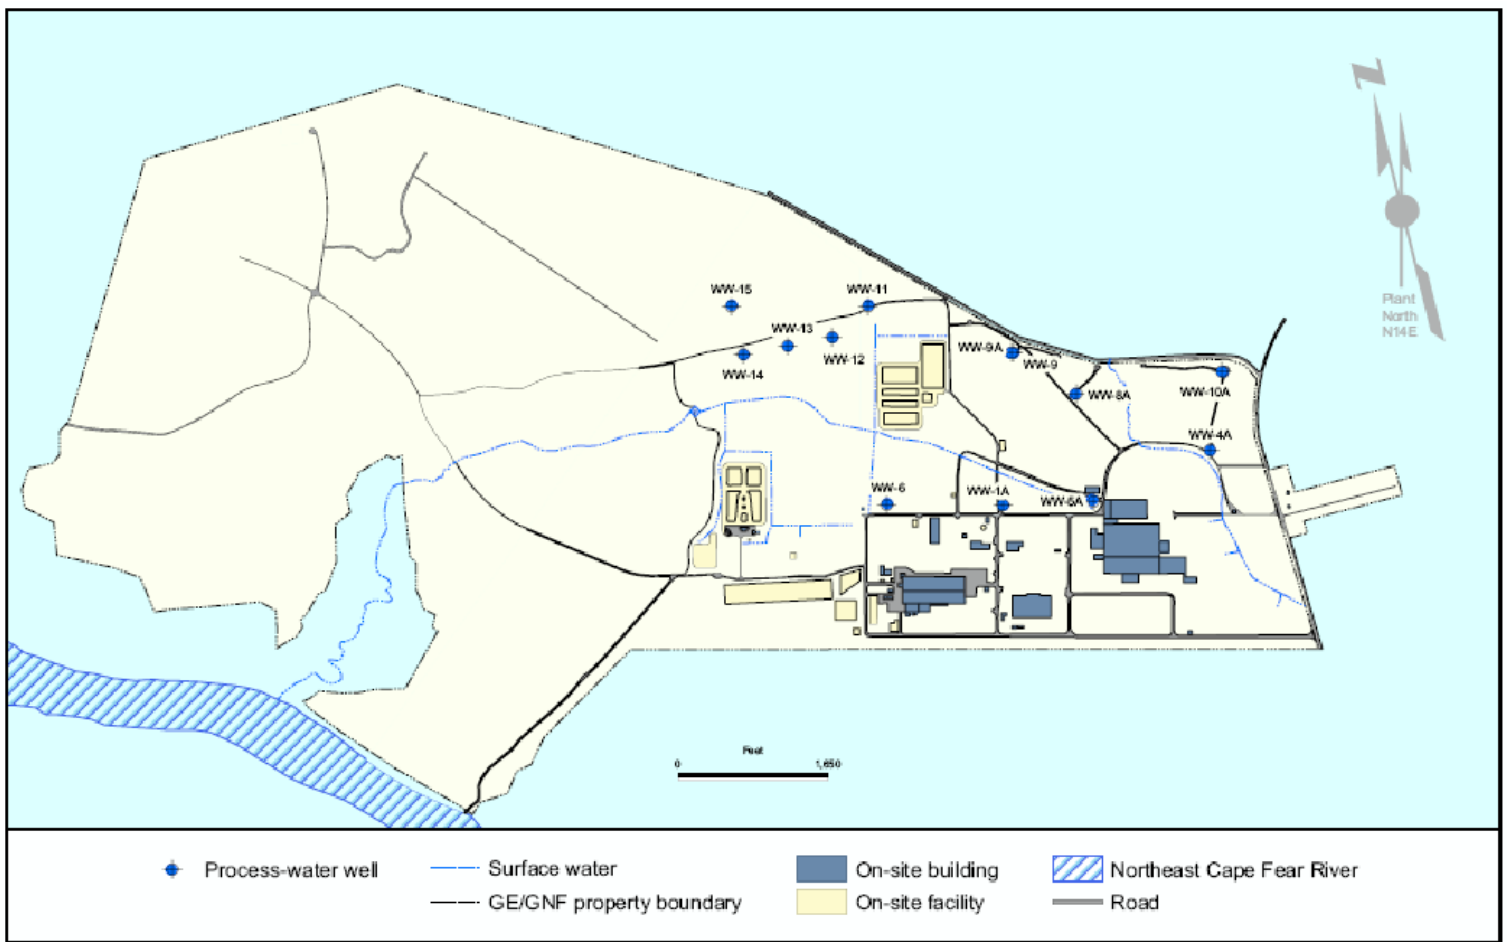 N
Plant
North
N14E
WW-15
WW-11
WW-13
WW-12
WW-14
WW-9A
WW-9
WW-8A
WW-10A
WW-4A
WW-6
WW-1A
WW-5A
Feet
0 1,650
Process-water well
Surface water
On-site building
Northeast Cape Fear River
GE/GNF property boundary
On-site facility
Road